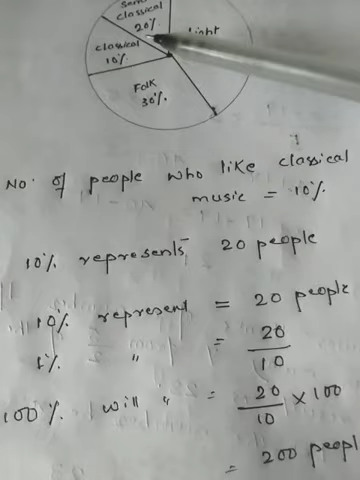 Semi
classical
20%
Light
classical
10%
Folk
30%
No. of people who like classical
music = 10%
10% represents 20 people
10% represent = 20 people
1% " = 20/10
100% will " = 20/10 × 100
= 200 peopl